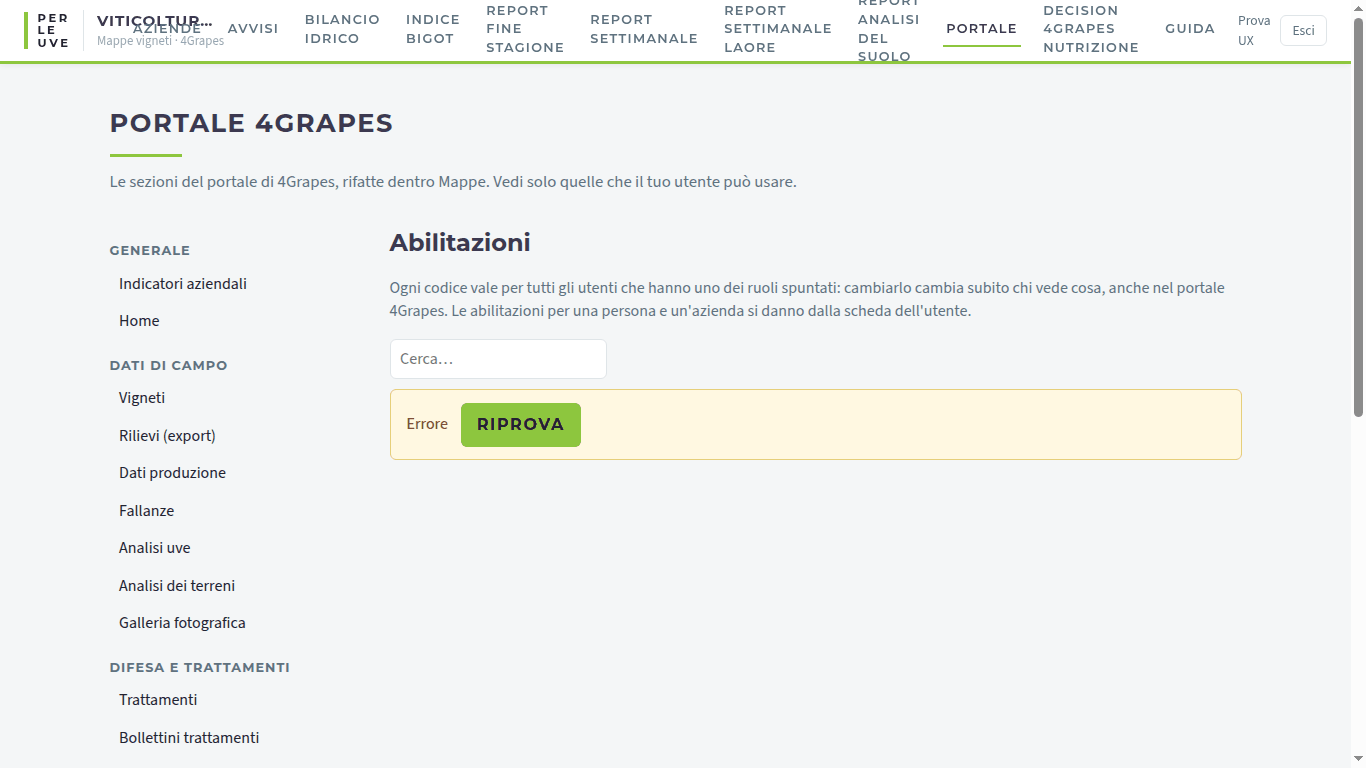 PER
LE
UVE
VITICOLTUR...
Mappe vigneti · 4Grapes
AZIENDE
AVVISI
BILANCIO
IDRICO
INDICE
BIGOT
REPORT
FINE
STAGIONE
REPORT
SETTIMANALE
REPORT
SETTIMANALE
LAORE
REPORT
ANALISI
DEL
SUOLO
PORTALE
DECISION
4GRAPES
NUTRIZIONE
GUIDA
Prova
UX
Esci
PORTALE 4GRAPES
Le sezioni del portale di 4Grapes, rifatte dentro Mappe. Vedi solo quelle che il tuo utente può usare.
GENERALE
Indicatori aziendali
Home
DATI DI CAMPO
Vigneti
Rilievi (export)
Dati produzione
Fallanze
Analisi uve
Analisi dei terreni
Galleria fotografica
DIFESA E TRATTAMENTI
Trattamenti
Bollettini trattamenti
Abilitazioni
Ogni codice vale per tutti gli utenti che hanno uno dei ruoli spuntati: cambiarlo cambia subito chi vede cosa, anche nel portale
4Grapes. Le abilitazioni per una persona e un'azienda si danno dalla scheda dell'utente.
Cerca…
Errore
RIPROVA